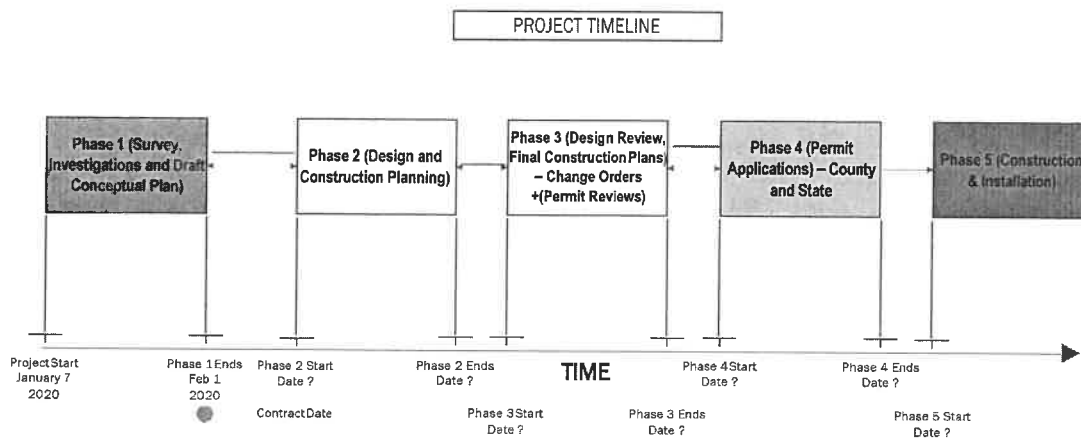 PROJECT TIMELINE
Phase 1 (Survey,
Investigations and Draft
Conceptual Plan)
Phase 2 (Design and
Construction Planning)
Phase 3 (Design Review,
Final Construction Plans)
– Change Orders
+(Permit Reviews)
Phase 4 (Permit
Applications) – County
and State
Phase 5 (Construction
& Installation)
Project Start
January 7
2020
Phase 1 Ends
Feb 1
2020
Phase 2 Start
Date ?
Contract Date
Phase 2 Ends
Date ?
Phase 3 Start
Date ?
TIME
Phase 3 Ends
Date ?
Phase 4 Start
Date ?
Phase 4 Ends
Date ?
Phase 5 Start
Date ?